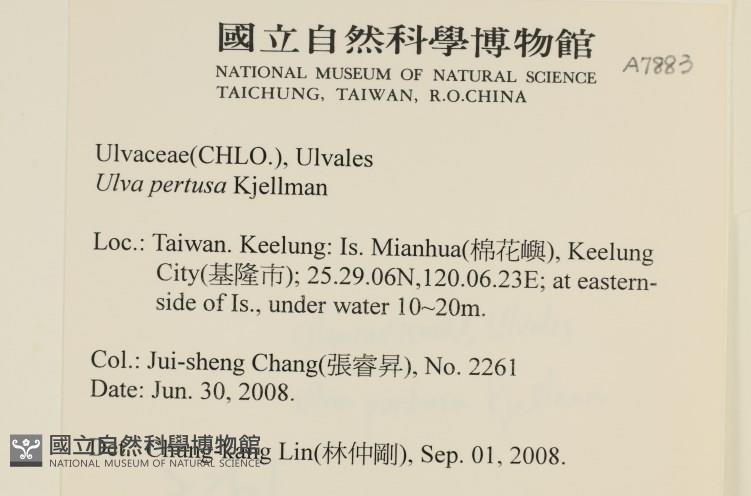 國立自然科學博物館
NATIONAL MUSEUM OF NATURAL SCIENCE
TAICHUNG, TAIWAN, R.O.CHINA
A7883
Ulvaceae(CHLO.), Ulvales
Ulva pertusa Kjellman
Loc.: Taiwan. Keelung: Is. Mianhua(棉花嶼), Keelung
City(基隆市); 25.29.06N,120.06.23E; at eastern-
side of Is., under water 10~20m.
Col.: Jui-sheng Chang(張睿昇), No. 2261
Date: Jun. 30, 2008.
Det.: Chung-kang Lin(林仲剛), Sep. 01, 2008.
國立自然科學博物館
NATIONAL MUSEUM OF NATURAL SCIENCE